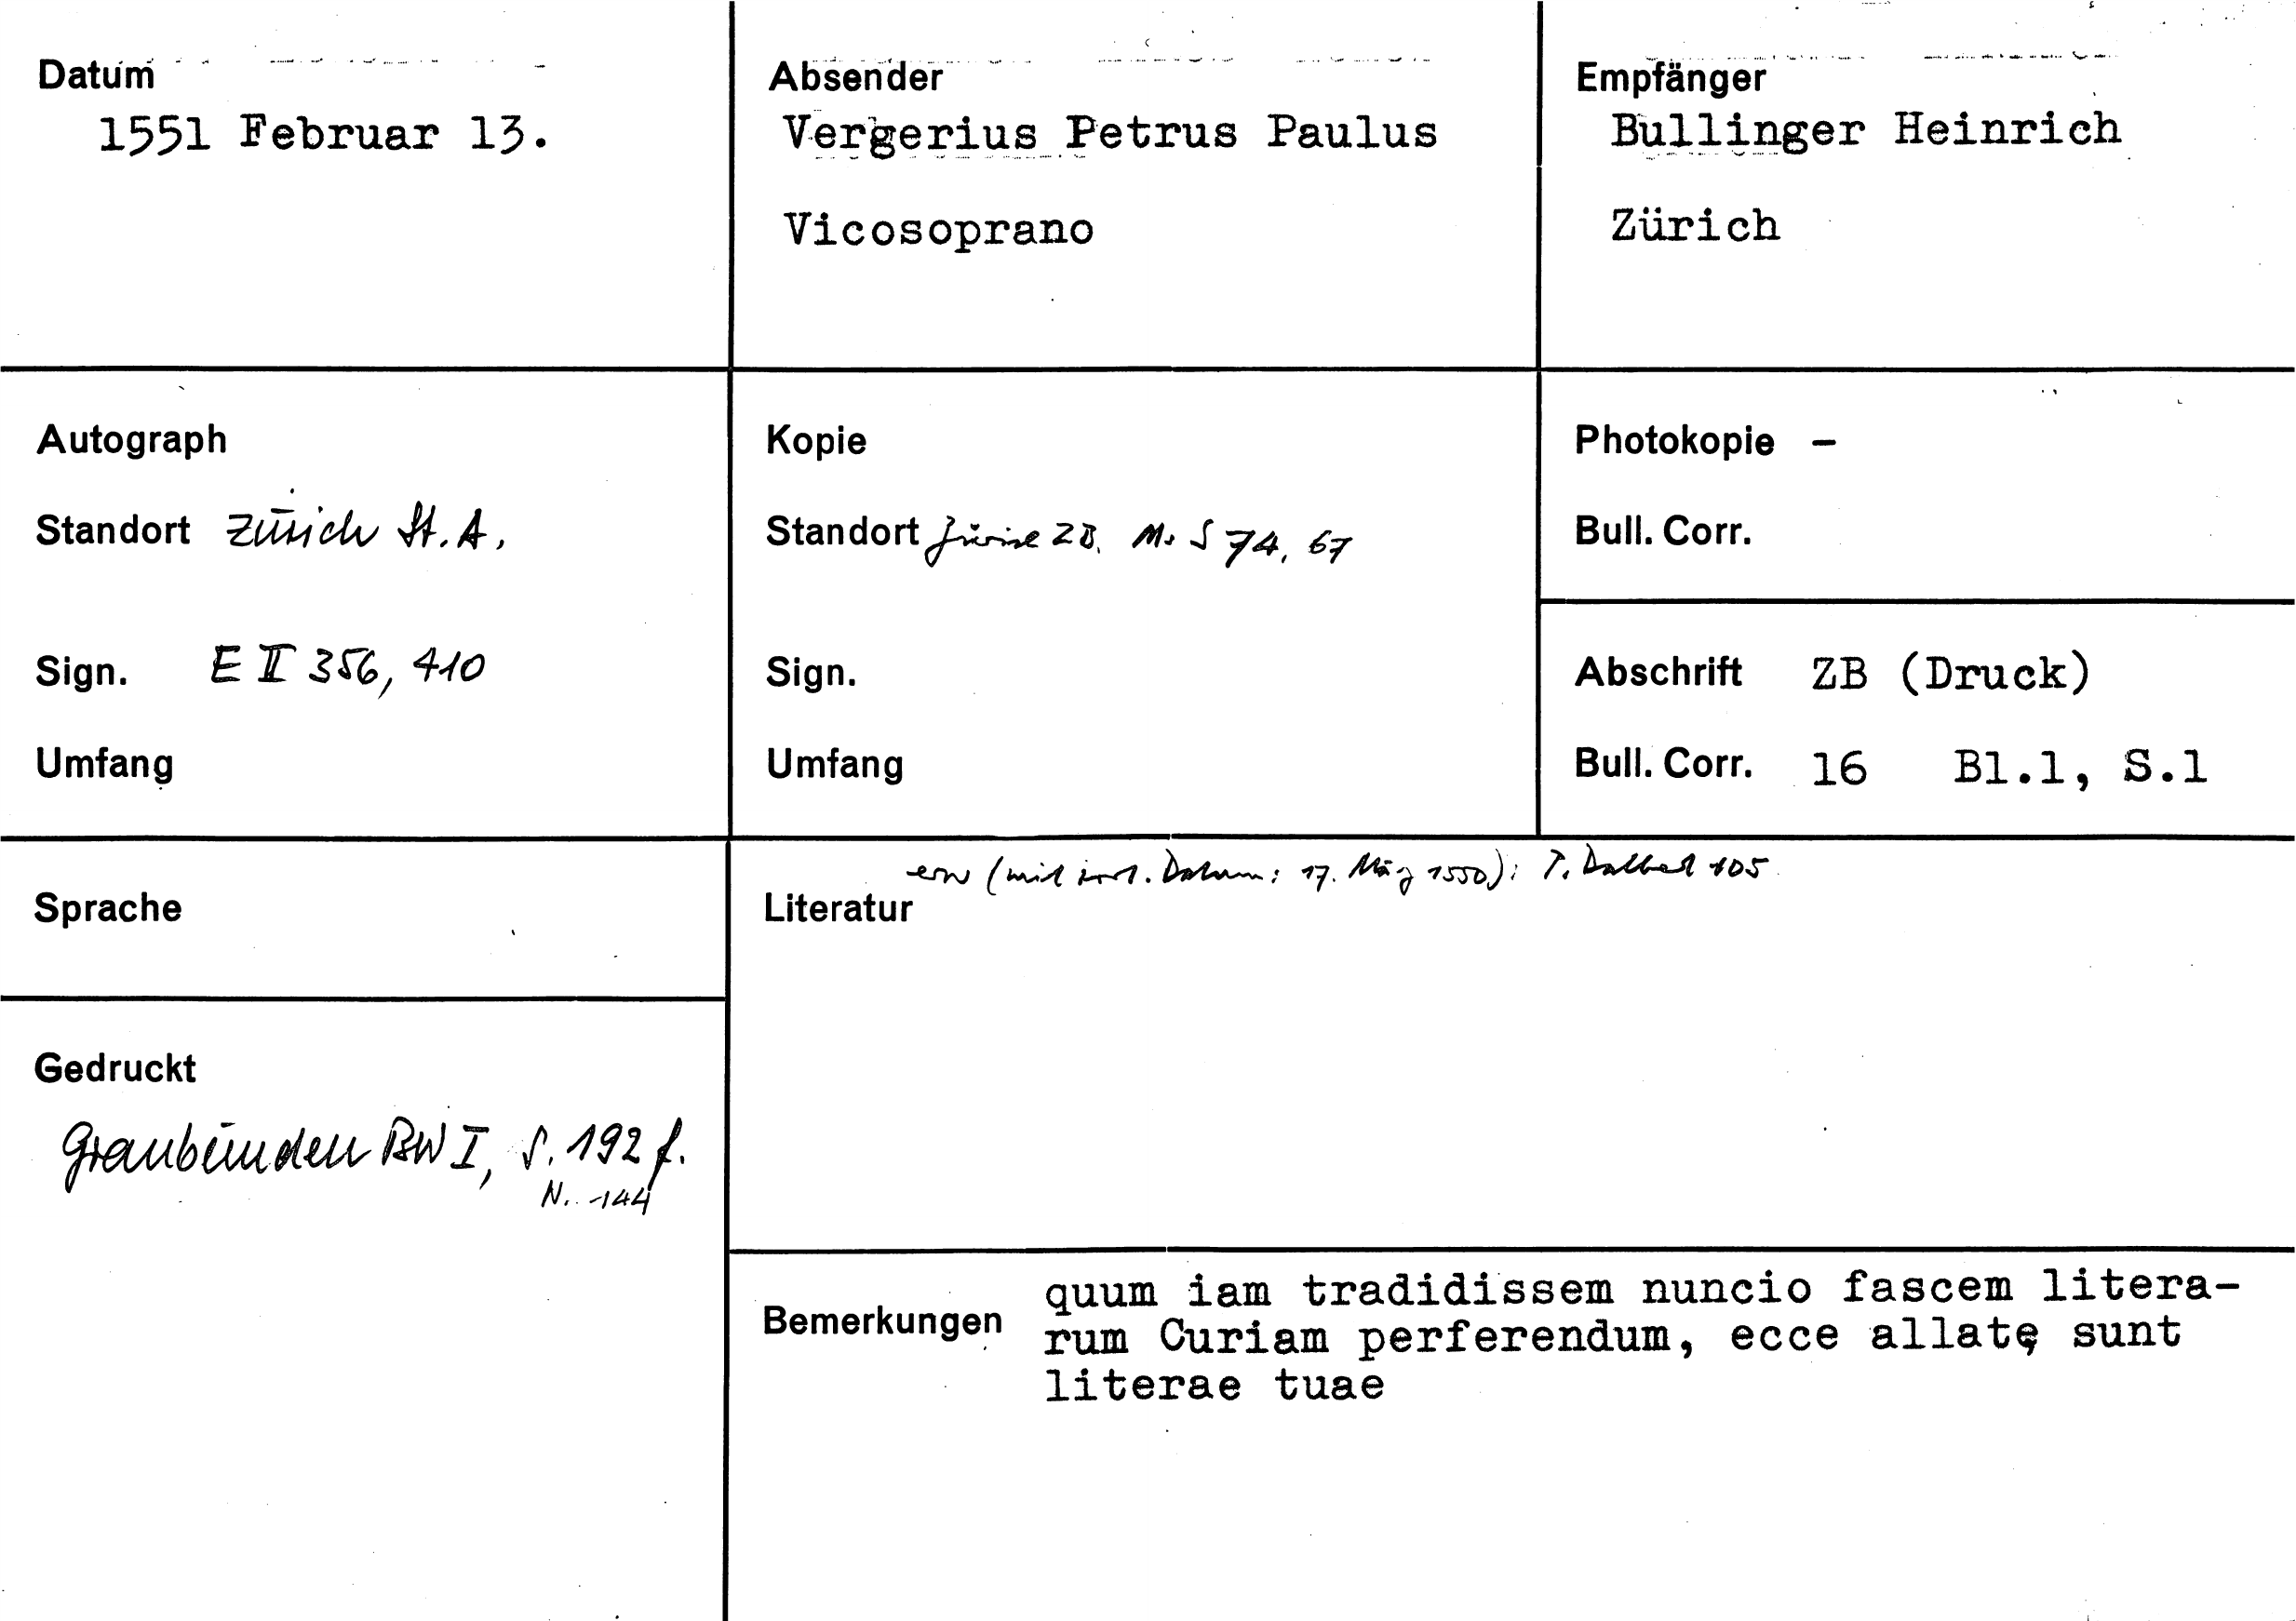 Datum
1551 Februar 13.
Absender
Vergerius Petrus Paulus
Vicosoprano
Empfänger
Bullinger Heinrich
Zürich
Autograph
Standort Zürich St. A.
Sign. E II 356, 410
Umfang
Kopie
Standort Zürich ZB. Ms S 74, 67
Sign.
Umfang
Photokopie –
Bull. Corr.
Abschrift ZB (Druck)
Bull. Corr. 16 Bl.1, S.1
Sprache
Gedruckt
Graubünden BW I, S. 192 f.
N. 144
erw (mit irrt. Datum: 17. März 1550): T. 105
Literatur
Bemerkungen quum iam tradidissem nuncio fascem litera-
rum Curiam perferendum, ecce allatę sunt
literae tuae